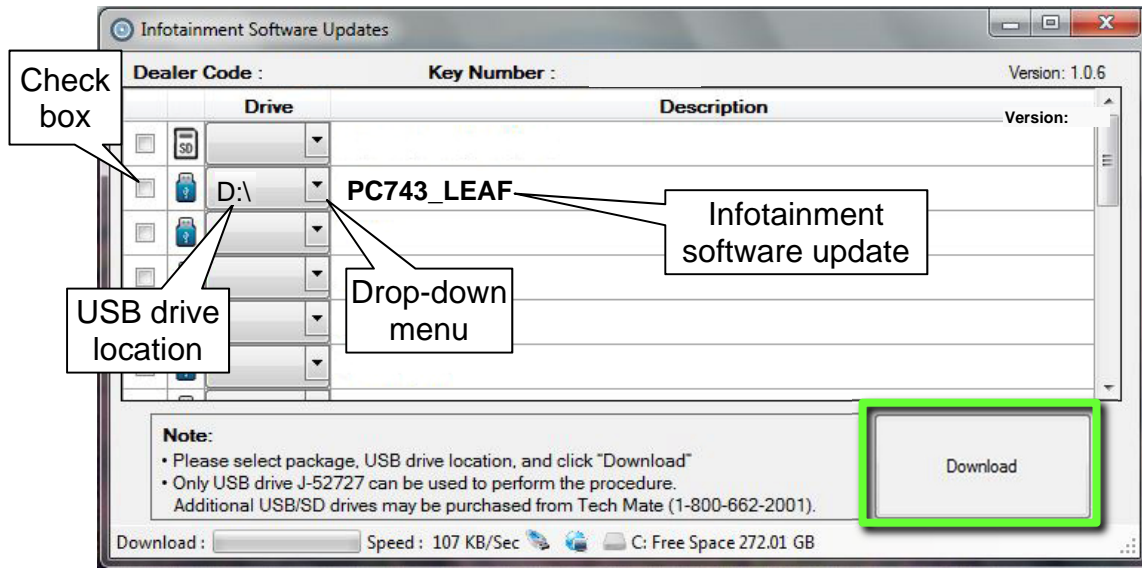 Infotainment Software Updates
Dealer Code :
Key Number :
Version: 1.0.6
Check
box
Drive
Description
Version:
SD
D:\
PC743_LEAF
Infotainment
software update
USB drive
location
Drop-down
menu
Note:
• Please select package, USB drive location, and click "Download"
• Only USB drive J-52727 can be used to perform the procedure.
Additional USB/SD drives may be purchased from Tech Mate (1-800-662-2001).
Download
Download :
Speed : 107 KB/Sec
C: Free Space 272.01 GB